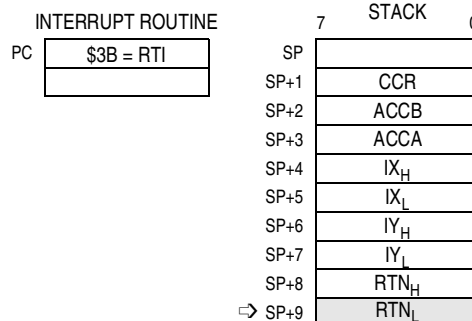 INTERRUPT ROUTINE
PC $3B = RTI
STACK
7 0
SP
SP+1 CCR
SP+2 ACCB
SP+3 ACCA
SP+4 IXH
SP+5 IXL
SP+6 IYH
SP+7 IYL
SP+8 RTNH
⇨ SP+9 RTNL